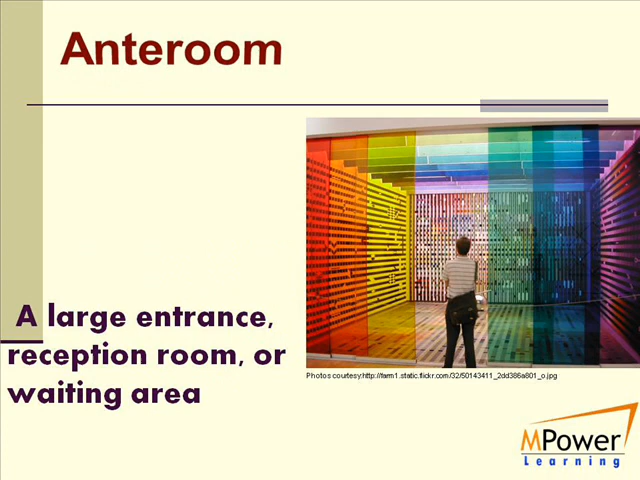 Anteroom
A large entrance,
reception room, or
waiting area
Photos courtesy:http://farm1.static.flickr.com/32/50143411_2dd386a801_o.jpg
MPower
Learning